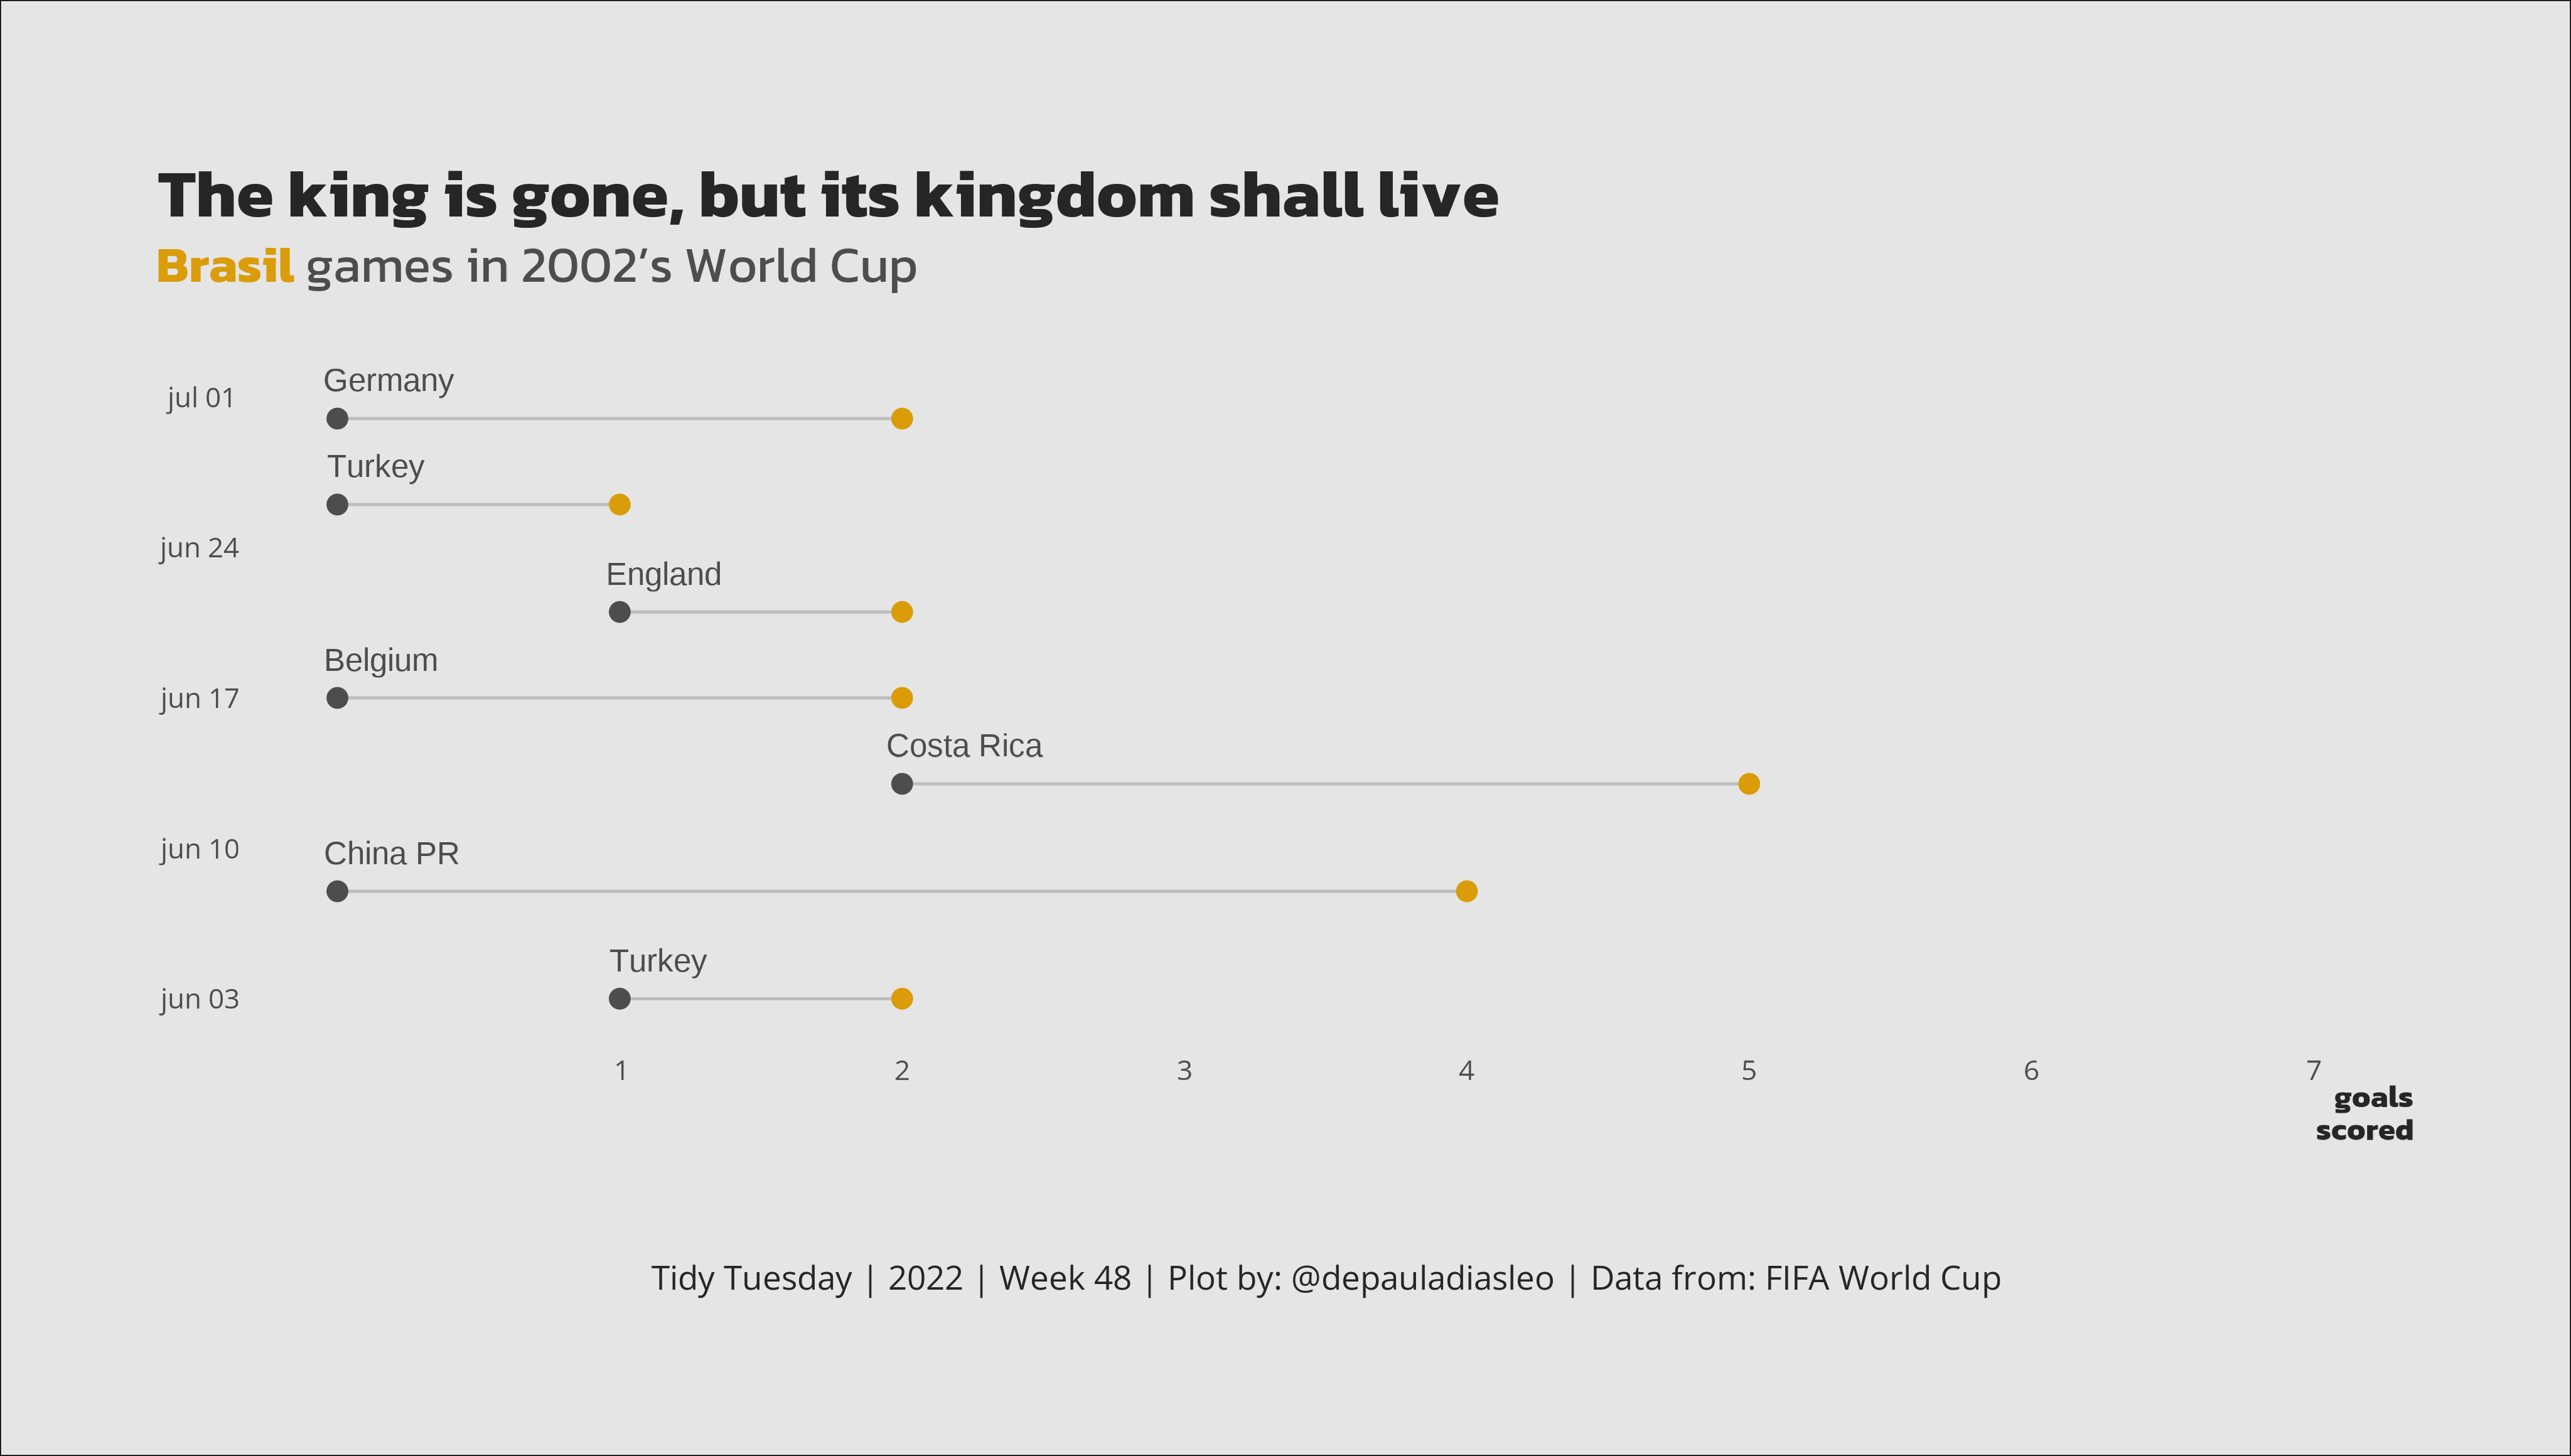 The king is gone, but its kingdom shall live
Brasil games in 2002’s World Cup
jul 01
Germany
Turkey
jun 24
England
Belgium
jun 17
Costa Rica
jun 10
China PR
Turkey
jun 03
1 2 3 4 5 6 7
goals
scored
Tidy Tuesday | 2022 | Week 48 | Plot by: @depauladiasleo | Data from: FIFA World Cup